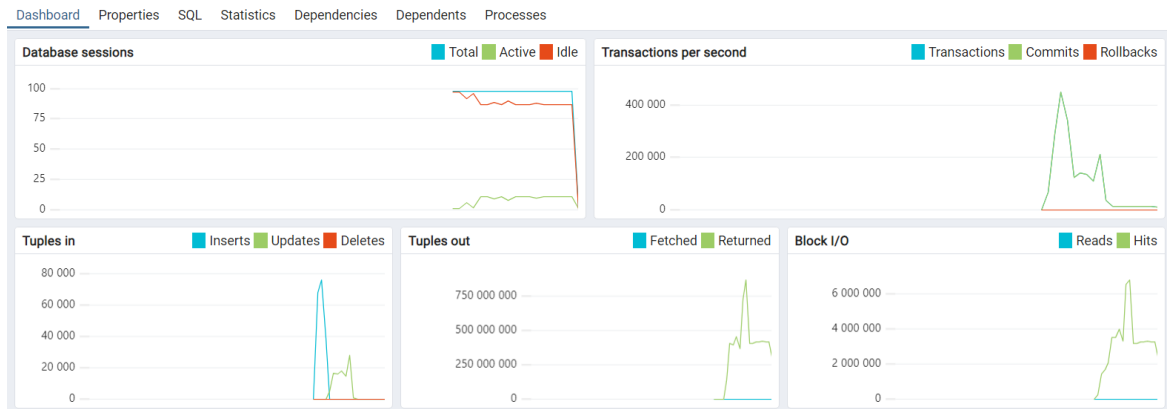 Dashboard Properties SQL Statistics Dependencies Dependents Processes
Database sessions
Total Active Idle
100
75
50
25
0
Transactions per second
Transactions Commits Rollbacks
400 000
200 000
0
Tuples in
Inserts Updates Deletes
80 000
60 000
40 000
20 000
0
Tuples out
Fetched Returned
750 000 000
500 000 000
250 000 000
0
Block I/O
Reads Hits
6 000 000
4 000 000
2 000 000
0